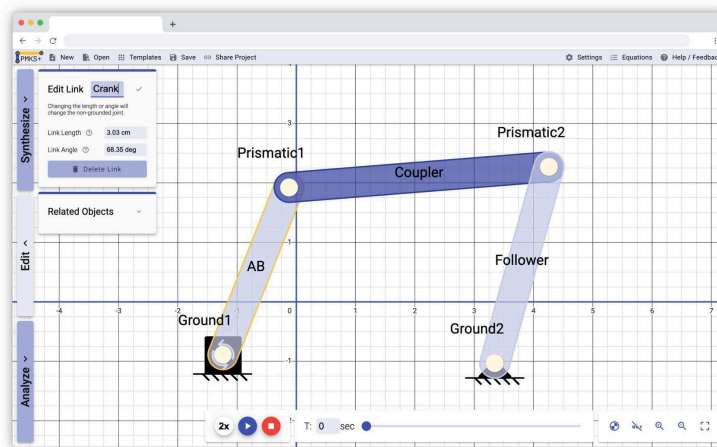 +
PMKS+ New Open Templates Save Share Project Settings Equations Help / Feedbac
Synthesize
Edit
Analyze
Edit Link Crank
Changing the length or angle will
change the non-grounded joint.
Link Length 3.03 cm
Link Angle 68.35 deg
Delete Link
Related Objects
Prismatic1
Prismatic2
Coupler
AB
Follower
Ground1
Ground2
3
1
-4 -2 -1 0 1 2 3 4 5 6 7
-1
2x T: 0 sec